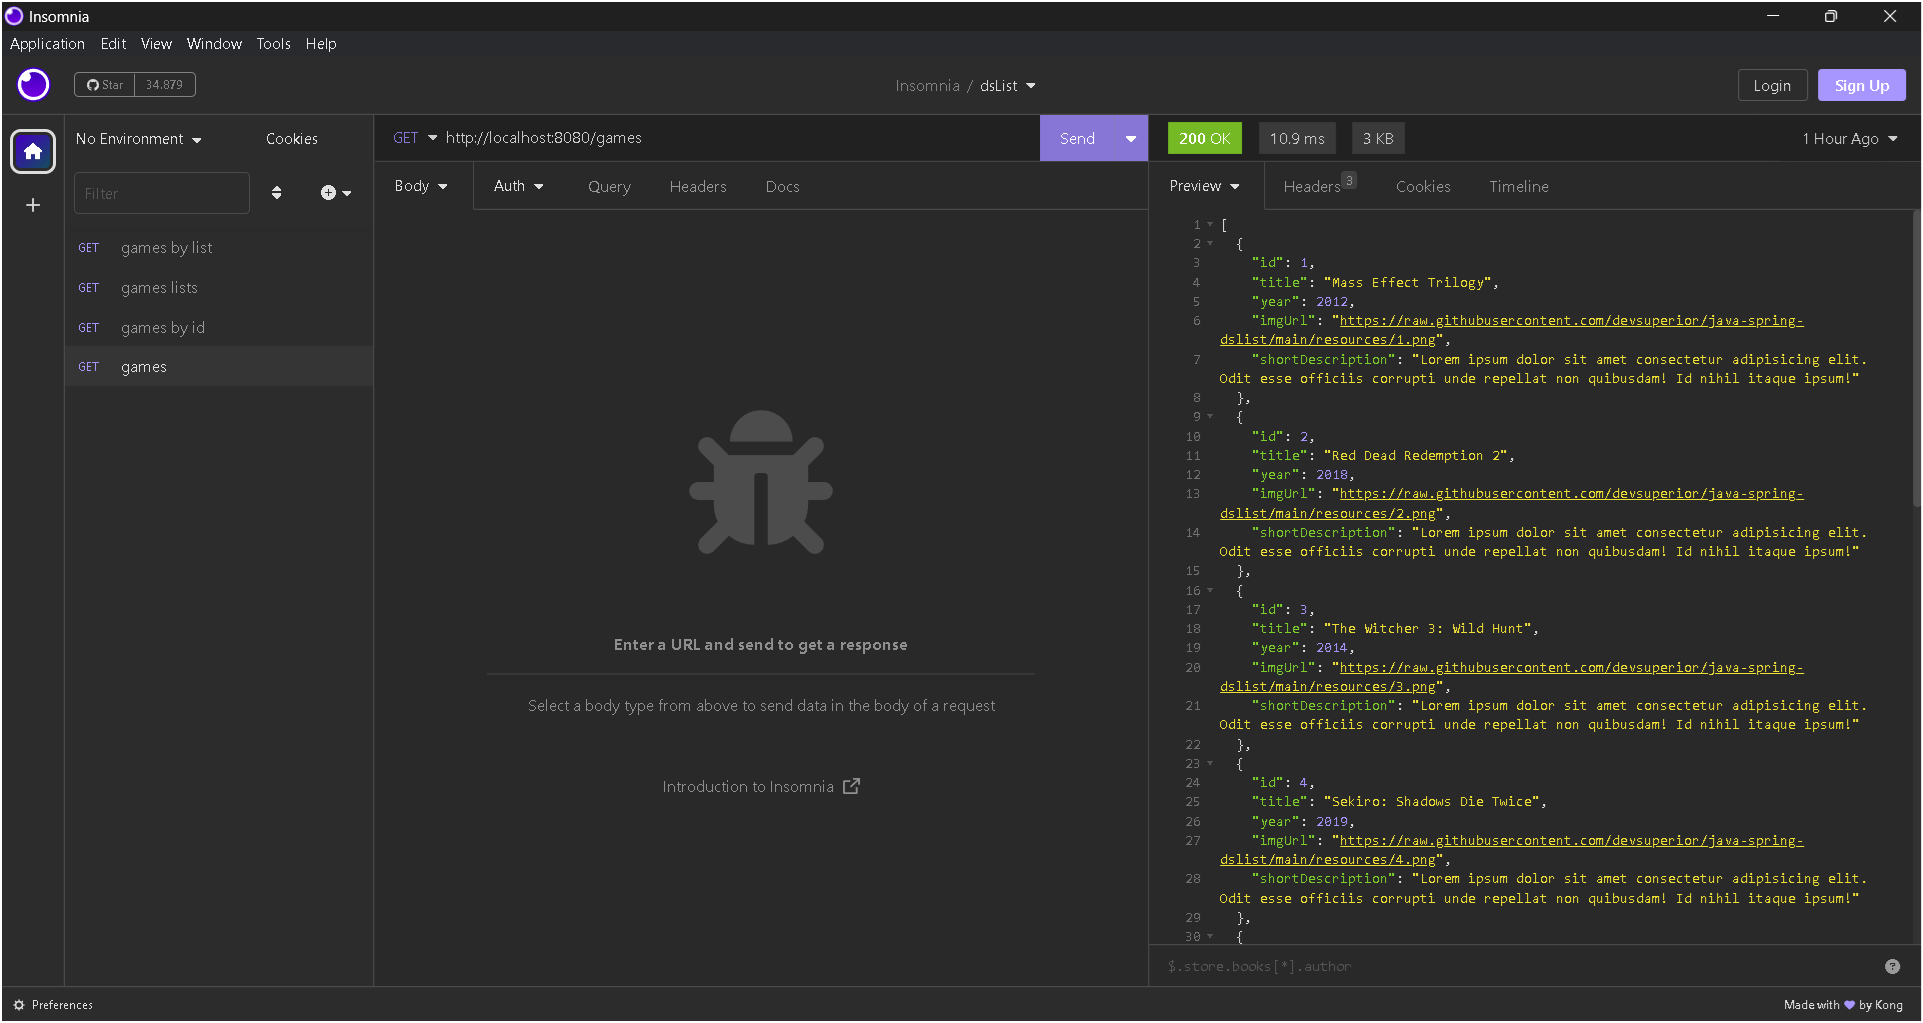 Insomnia
Application Edit View Window Tools Help
Star 34.879
Insomnia / dsList
Login Sign Up
No Environment Cookies
Filter
GET games by list
GET games lists
GET games by id
GET games
GET http://localhost:8080/games Send
Body Auth Query Headers Docs
Enter a URL and send to get a response
Select a body type from above to send data in the body of a request
Introduction to Insomnia
200 OK 10.9 ms 3 KB 1 Hour Ago
Preview Headers 3 Cookies Timeline
1 [
2 {
3 "id": 1,
4 "title": "Mass Effect Trilogy",
5 "year": 2012,
6 "imgUrl": "https://raw.githubusercontent.com/devsuperior/java-spring-
dslist/main/resources/1.png",
7 "shortDescription": "Lorem ipsum dolor sit amet consectetur adipisicing elit.
Odit esse officiis corrupti unde repellat non quibusdam! Id nihil itaque ipsum!"
8 },
9 {
10 "id": 2,
11 "title": "Red Dead Redemption 2",
12 "year": 2018,
13 "imgUrl": "https://raw.githubusercontent.com/devsuperior/java-spring-
dslist/main/resources/2.png",
14 "shortDescription": "Lorem ipsum dolor sit amet consectetur adipisicing elit.
Odit esse officiis corrupti unde repellat non quibusdam! Id nihil itaque ipsum!"
15 },
16 {
17 "id": 3,
18 "title": "The Witcher 3: Wild Hunt",
19 "year": 2014,
20 "imgUrl": "https://raw.githubusercontent.com/devsuperior/java-spring-
dslist/main/resources/3.png",
21 "shortDescription": "Lorem ipsum dolor sit amet consectetur adipisicing elit.
Odit esse officiis corrupti unde repellat non quibusdam! Id nihil itaque ipsum!"
22 },
23 {
24 "id": 4,
25 "title": "Sekiro: Shadows Die Twice",
26 "year": 2019,
27 "imgUrl": "https://raw.githubusercontent.com/devsuperior/java-spring-
dslist/main/resources/4.png",
28 "shortDescription": "Lorem ipsum dolor sit amet consectetur adipisicing elit.
Odit esse officiis corrupti unde repellat non quibusdam! Id nihil itaque ipsum!"
29 },
30 {
$.store.books[*].author
Preferences
Made with by Kong